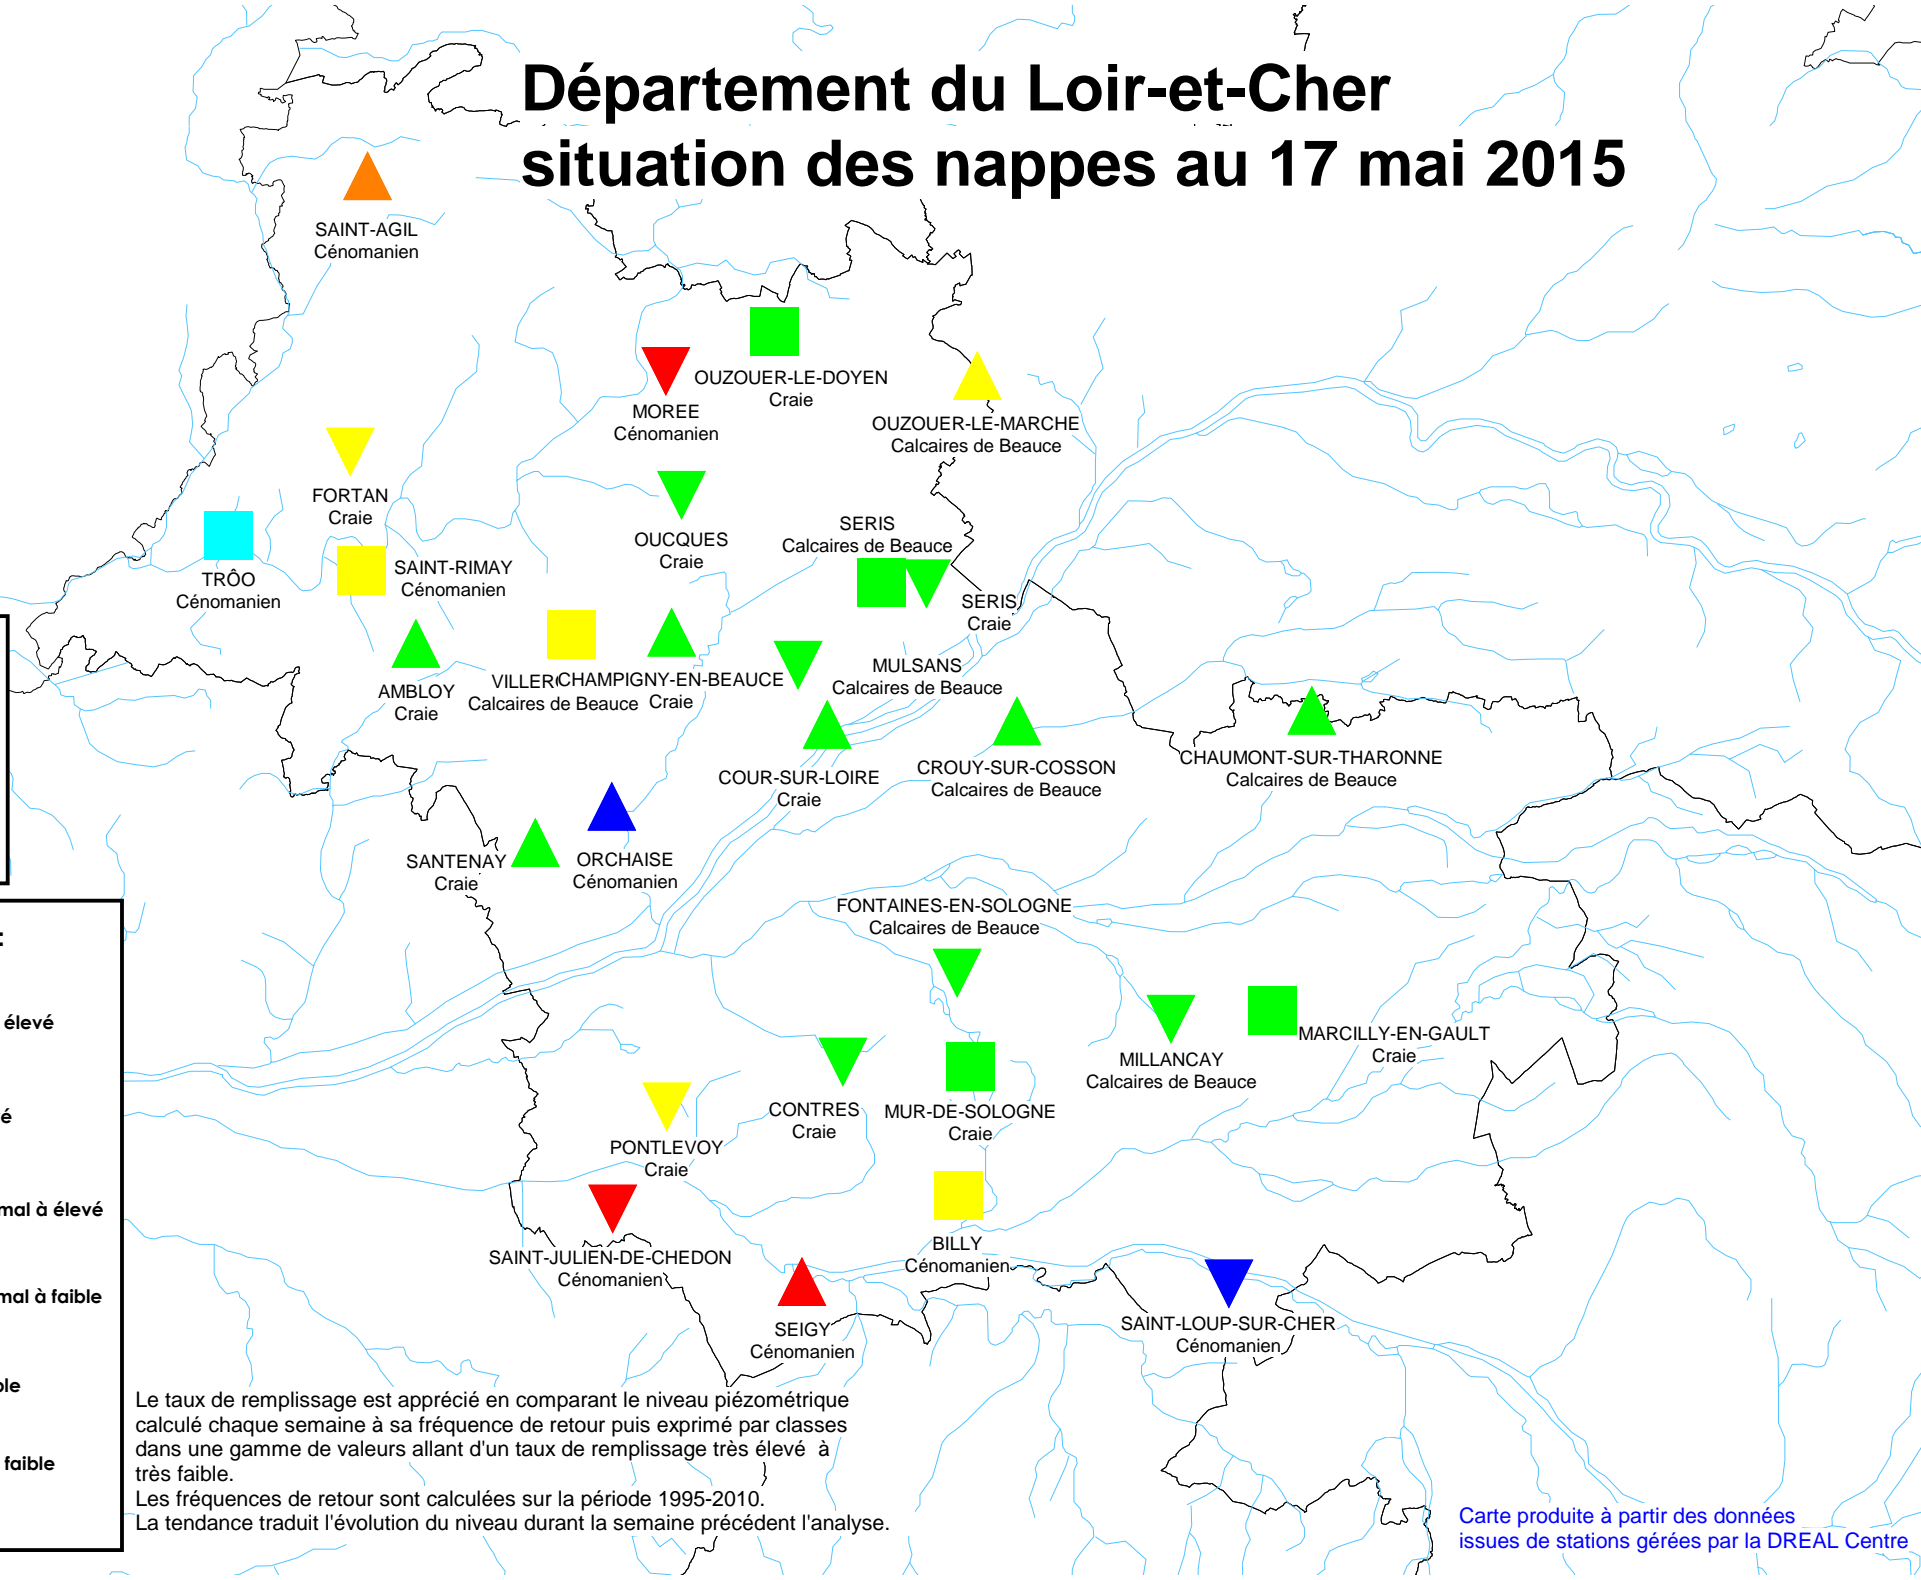 Département du Loir-et-Cher
situation des nappes au 17 mai 2015
SAINT-AGIL
Cénomanien
OUZOUER-LE-DOYEN
Craie
MOREE
Cénomanien
OUZOUER-LE-MARCHE
Calcaires de Beauce
FORTAN
Craie
OUCQUES
Craie
SERIS
Calcaires de Beauce
TRÔO
Cénomanien
SAINT-RIMAY
Cénomanien
SERIS
Craie
AMBLOY
Craie
Calcaires de Beauce
CHAMPIGNY-EN-BEAUCE
Craie
MULSANS
Calcaires de Beauce
COUR-SUR-LOIRE
Craie
CROUY-SUR-COSSON
Calcaires de Beauce
CHAUMONT-SUR-THARONNE
Calcaires de Beauce
SANTENAY
Craie
ORCHAISE
Cénomanien
FONTAINES-EN-SOLOGNE
Calcaires de Beauce
MARCILLY-EN-GAULT
Craie
MILLANCAY
Calcaires de Beauce
CONTRES
Craie
MUR-DE-SOLOGNE
Craie
PONTLEVOY
Craie
BILLY
Cénomanien
SAINT-JULIEN-DE-CHEDON
Cénomanien
SEIGY
Cénomanien
SAINT-LOUP-SUR-CHER
Cénomanien
:
élevé
é
mal à élevé
mal à faible
ble
faible
Le taux de remplissage est apprécié en comparant le niveau piézométrique
calculé chaque semaine à sa fréquence de retour puis exprimé par classes
dans une gamme de valeurs allant d'un taux de remplissage très élevé à
très faible.
Les fréquences de retour sont calculées sur la période 1995-2010.
La tendance traduit l'évolution du niveau durant la semaine précédent l'analyse.
Carte produite à partir des données
issues de stations gérées par la DREAL Centre